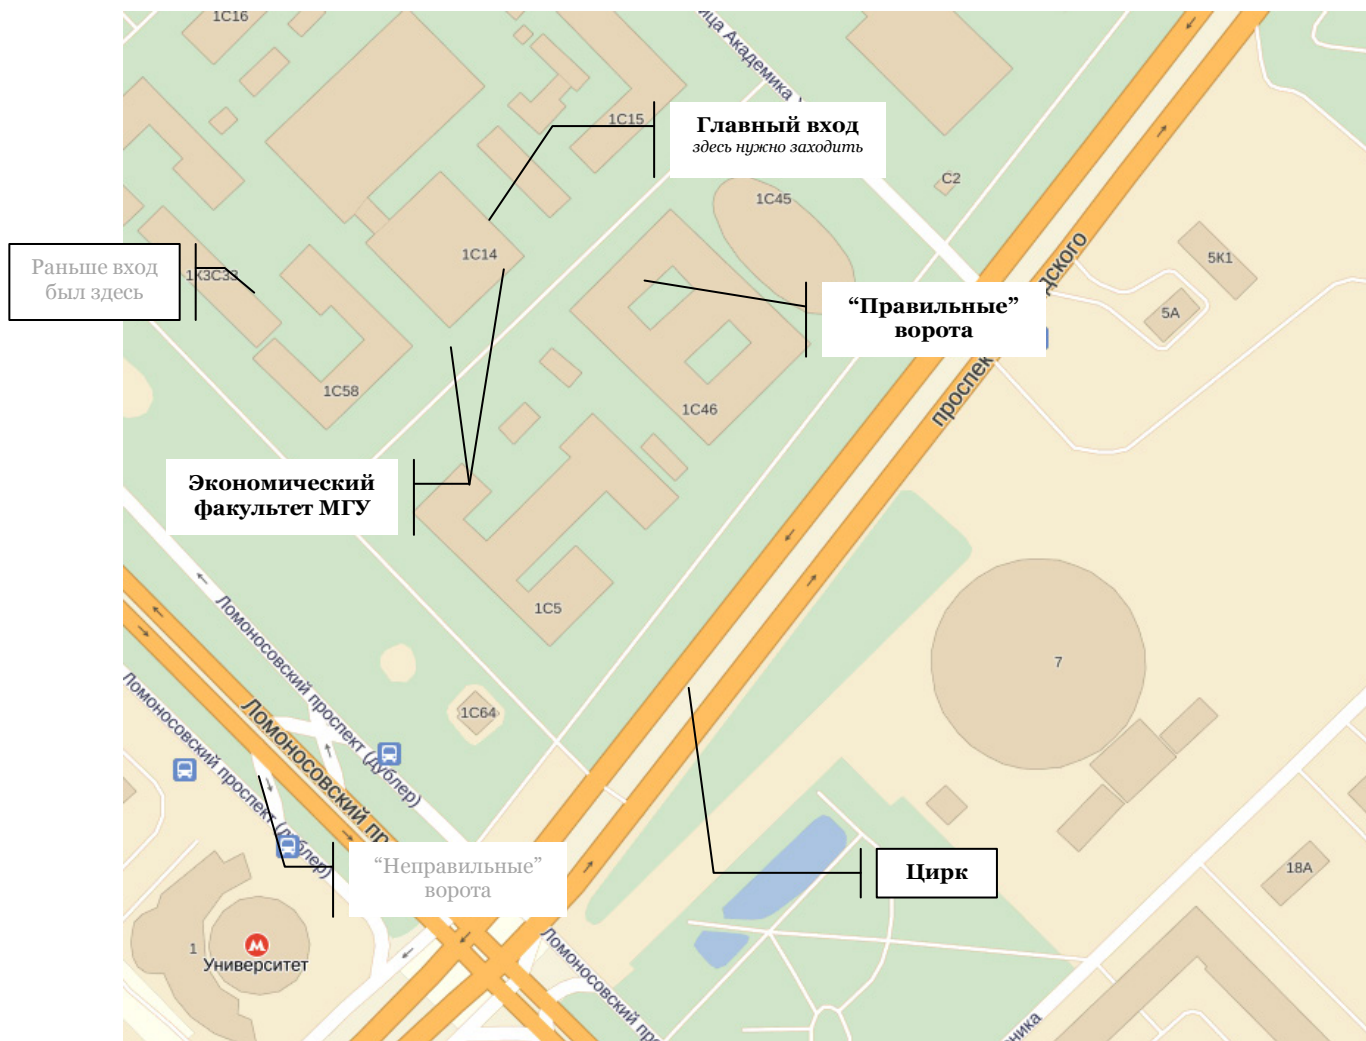 1С16
ица Академика
1С15
Главный вход
здесь нужно заходить
С2
1С45
1С14
5К1
Раньше вход
был здесь
1К3С33
дского
5А
“Правильные”
ворота
проспек
1С58
1С46
Экономический
факультет МГУ
1С5
Ломоносовский проспект (дублер)
7
Ломоносовский проспект (дублер)
Ломоносовский пр
1С64
“Неправильные”
ворота
Цирк
18А
1
Университет
Ломоносовский про
ника